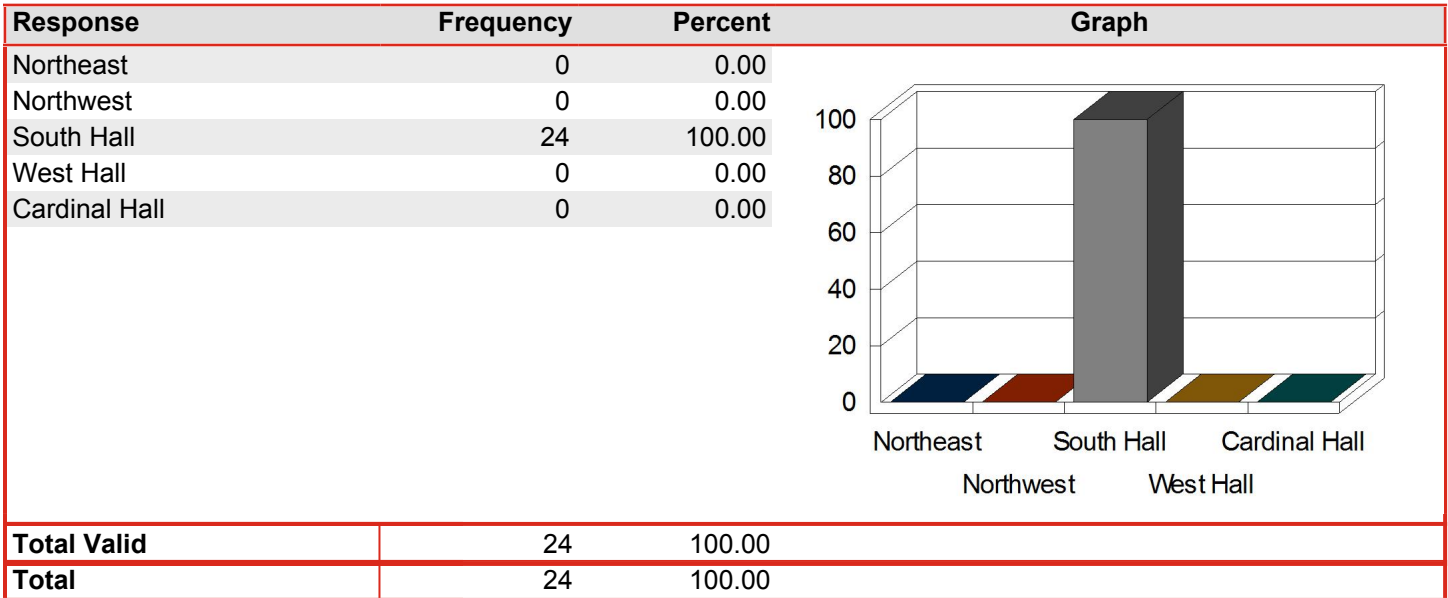 Response Frequency Percent Graph
Northeast 0 0.00
Northwest 0 0.00
South Hall 24 100.00
West Hall 0 0.00
Cardinal Hall 0 0.00
100
80
60
40
20
0
Northeast South Hall Cardinal Hall
Northwest West Hall
Total Valid 24 100.00
Total 24 100.00